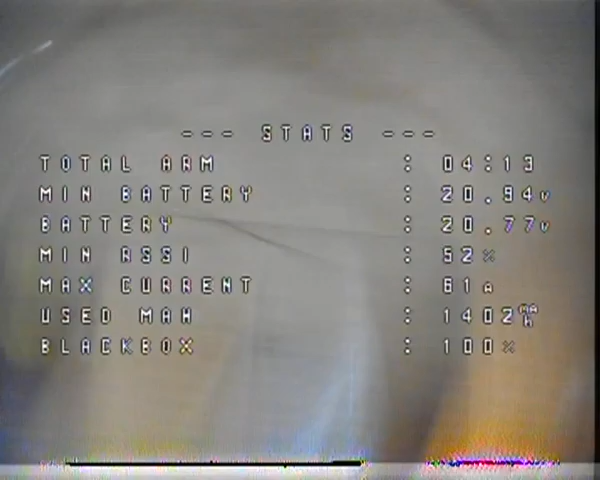 --- STATS ---
TOTAL ARM : 04:13
MIN BATTERY : 20.94V
BATTERY : 20.77V
MIN RSSI : 52%
MAX CURRENT : 61A
USED MAH : 1402MAH
BLACKBOX : 100%